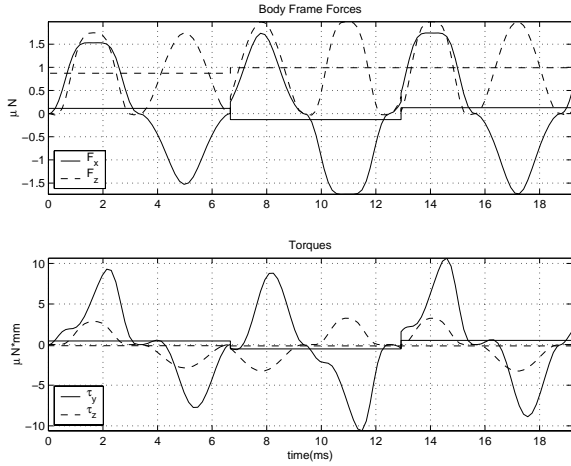 Body Frame Forces
1.5
1
0.5
0
-0.5
-1
-1.5
μ N
F_x
F_z
0 2 4 6 8 10 12 14 16 18
Torques
10
5
0
-5
-10
μ N*mm
τ_y
τ_z
0 2 4 6 8 10 12 14 16 18
time(ms)